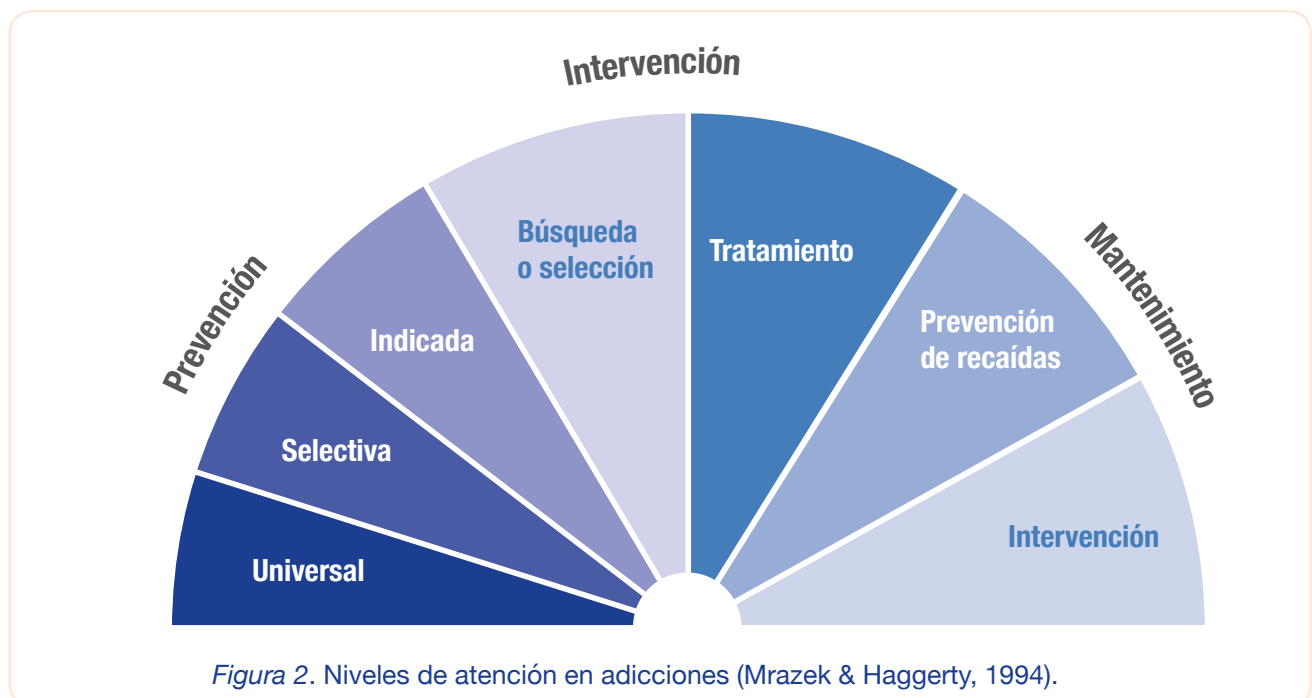 Intervención
Prevención
Mantenimiento
Universal
Selectiva
Indicada
Búsqueda
o selección
Tratamiento
Prevención
de recaídas
Intervención
Figura 2. Niveles de atención en adicciones (Mrazek & Haggerty, 1994).